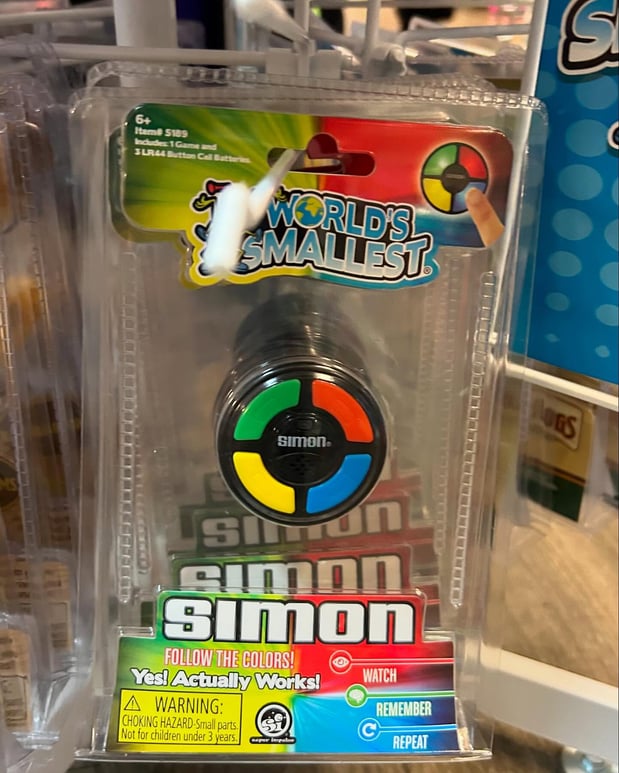 6+
Item# 5189
Includes: 1 Game and
3 LR44 Button Cell Batteries.
WORLD'S
SMALLEST®
simon®
simon
simon
simon
FOLLOW THE COLORS!
Yes! Actually Works!
WATCH
REMEMBER
REPEAT
WARNING:
CHOKING HAZARD-Small parts.
Not for children under 3 years.
super impulse